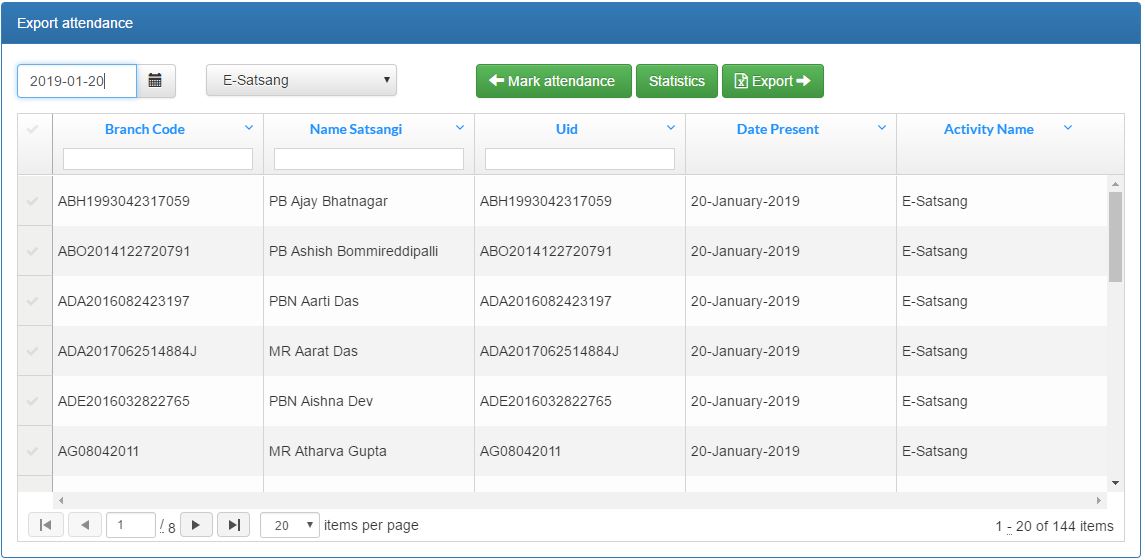 Export attendance
2019-01-20 E-Satsang Mark attendance Statistics Export
Branch Code Name Satsangi Uid Date Present Activity Name
ABH1993042317059 PB Ajay Bhatnagar ABH1993042317059 20-January-2019 E-Satsang
ABO2014122720791 PB Ashish Bommireddipalli ABO2014122720791 20-January-2019 E-Satsang
ADA2016082423197 PBN Aarti Das ADA2016082423197 20-January-2019 E-Satsang
ADA2017062514884J MR Aarat Das ADA2017062514884J 20-January-2019 E-Satsang
ADE2016032822765 PBN Aishna Dev ADE2016032822765 20-January-2019 E-Satsang
AG08042011 MR Atharva Gupta AG08042011 20-January-2019 E-Satsang
1 / 8 20 items per page 1 - 20 of 144 items